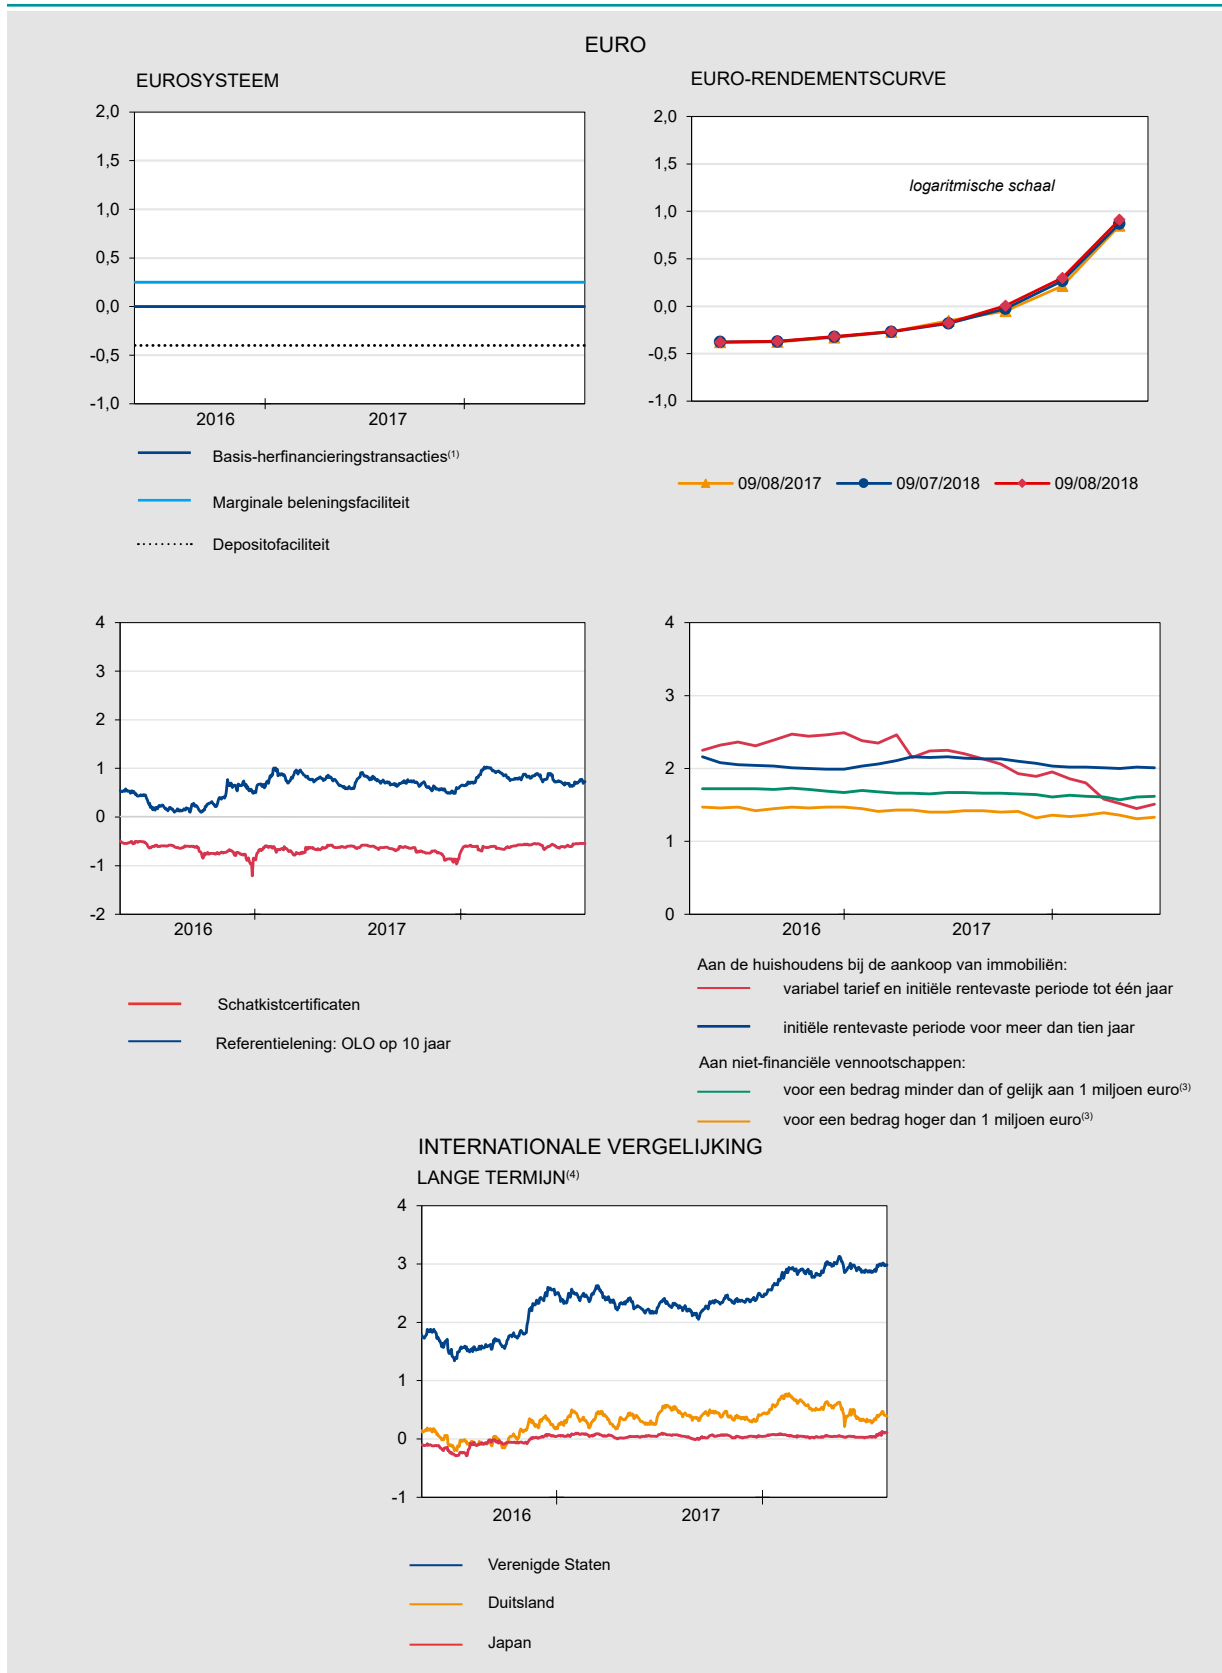 EURO
EUROSYSTEEM
2,0
1,5
1,0
0,5
0,0
-0,5
-1,0
2016 2017
Basis-herfinancieringstransacties(1)
Marginale beleningsfaciliteit
Depositofaciliteit
EURO-RENDEMENTSCURVE
2,0
1,5
1,0
0,5
0,0
-0,5
-1,0
logaritmische schaal
09/08/2017 09/07/2018 09/08/2018
4
3
2
1
0
-1
-2
2016 2017
Schatkistcertificaten
Referentielening: OLO op 10 jaar
4
3
2
1
0
2016 2017
Aan de huishoudens bij de aankoop van immobiliën:
variabel tarief en initiële rentevaste periode tot één jaar
initiële rentevaste periode voor meer dan tien jaar
Aan niet-financiële vennootschappen:
voor een bedrag minder dan of gelijk aan 1 miljoen euro(3)
voor een bedrag hoger dan 1 miljoen euro(3)
INTERNATIONALE VERGELIJKING
LANGE TERMIJN(4)
4
3
2
1
0
-1
2016 2017
Verenigde Staten
Duitsland
Japan